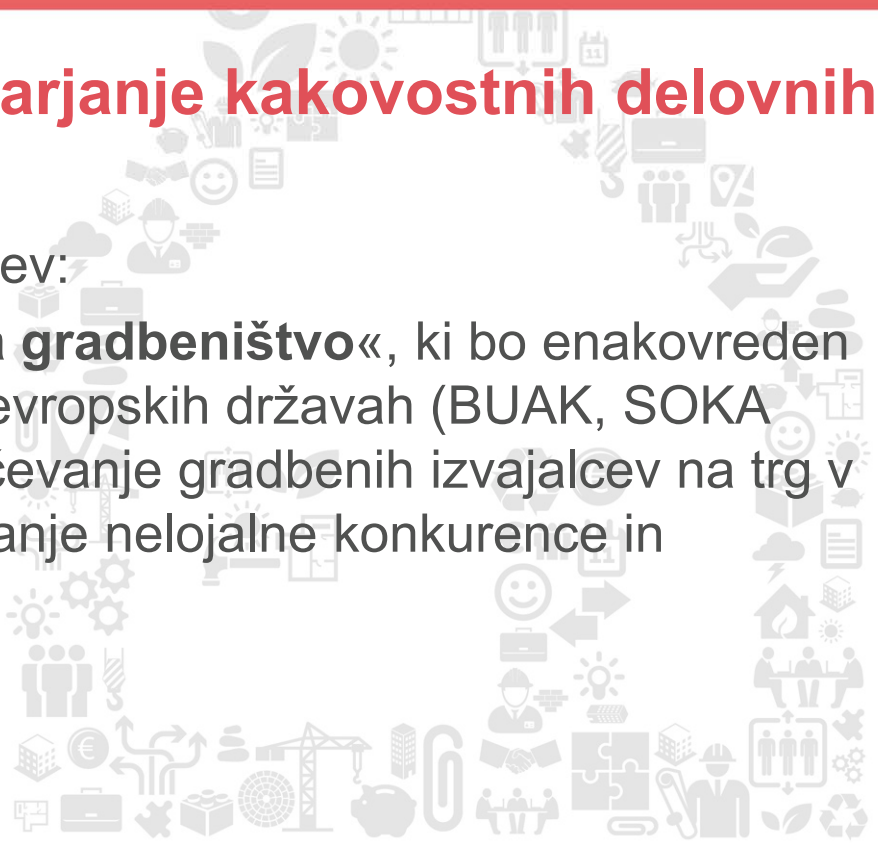 arjanje kakovostnih delovnih
ev:
gradbeništvo«, ki bo enakovreden
evropskih državah (BUAK, SOKA
čevanje gradbenih izvajalcev na trg v
anje nelojalne konkurence in